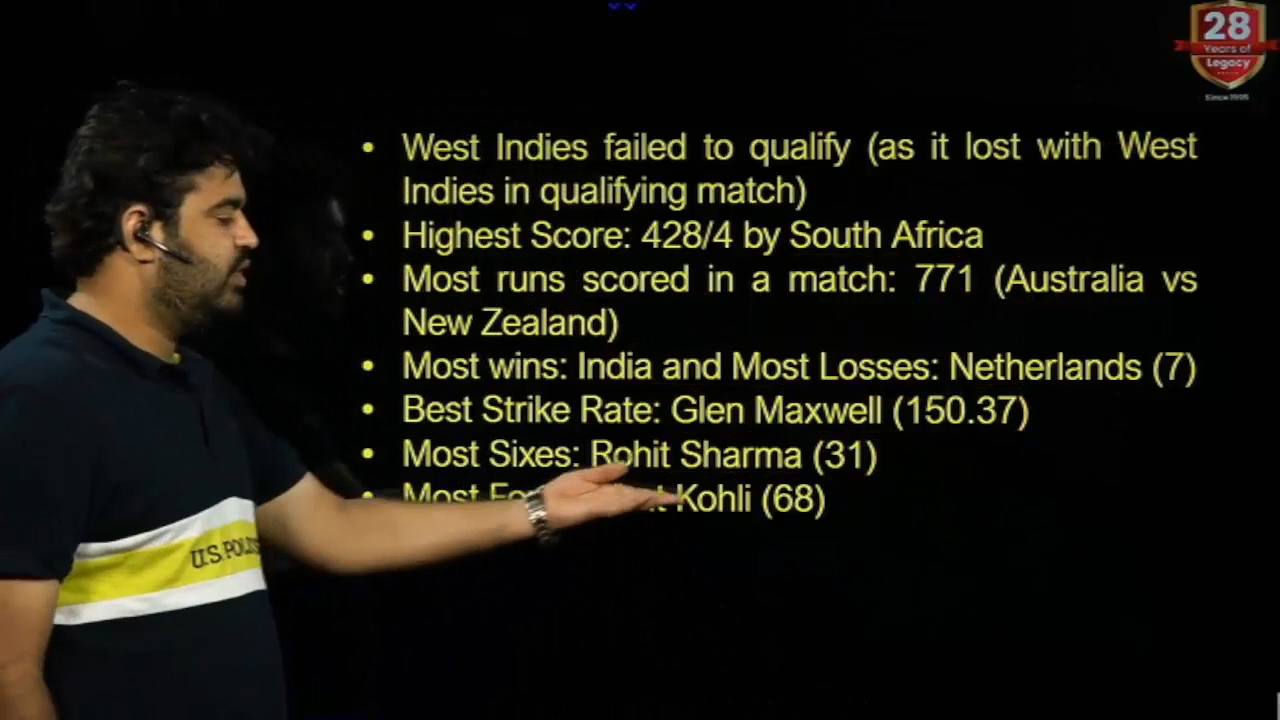 28
Years of
Legacy
Since 1995
• West Indies failed to qualify (as it lost with West
Indies in qualifying match)
• Highest Score: 428/4 by South Africa
• Most runs scored in a match: 771 (Australia vs
New Zealand)
• Most wins: India and Most Losses: Netherlands (7)
• Best Strike Rate: Glen Maxwell (150.37)
• Most Sixes: Rohit Sharma (31)
• Most Kohli (68)
U.S. POLO